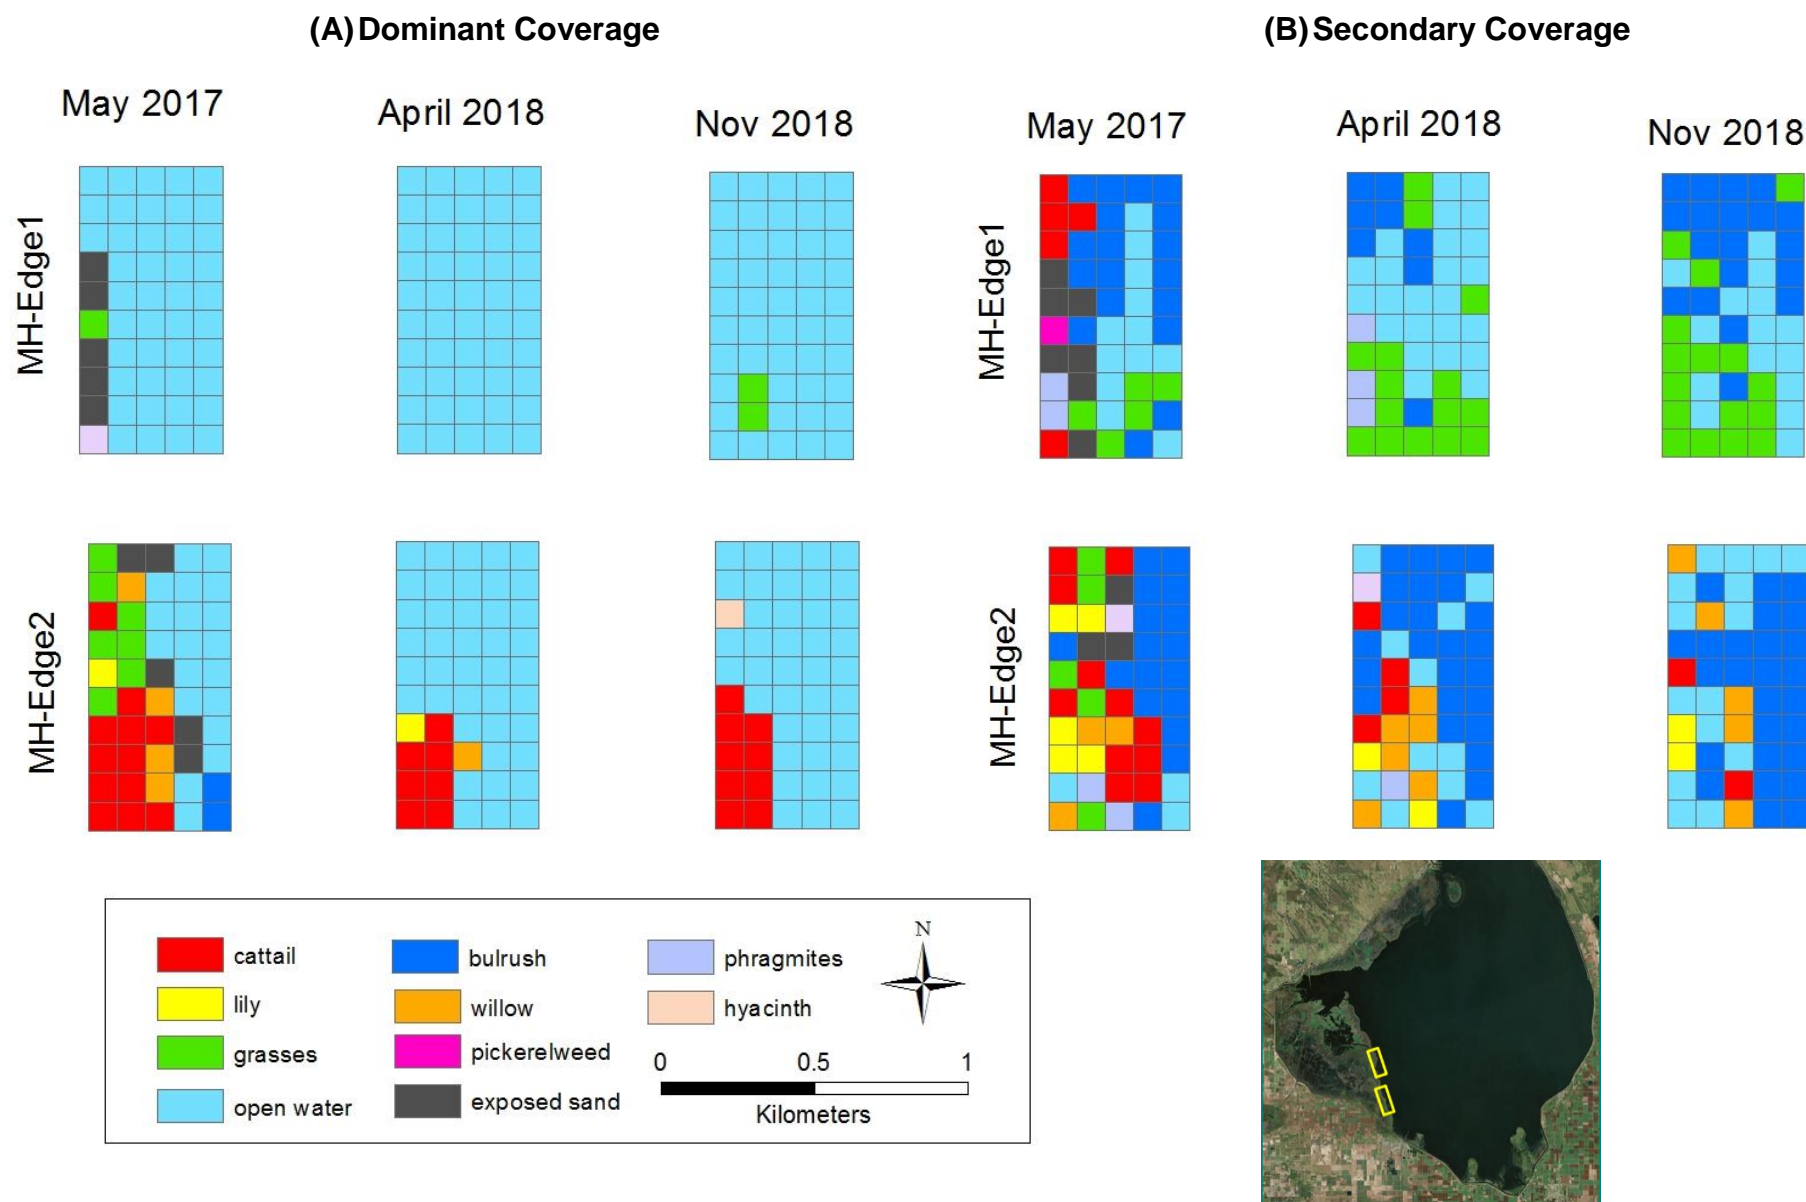 (A) Dominant Coverage
(B) Secondary Coverage
May 2017
April 2018
Nov 2018
May 2017
April 2018
Nov 2018
MH-Edge1
MH-Edge1
MH-Edge2
MH-Edge2
cattail
bulrush
phragmites
lily
willow
hyacinth
grasses
pickerelweed
open water
exposed sand
N
0 0.5 1
Kilometers